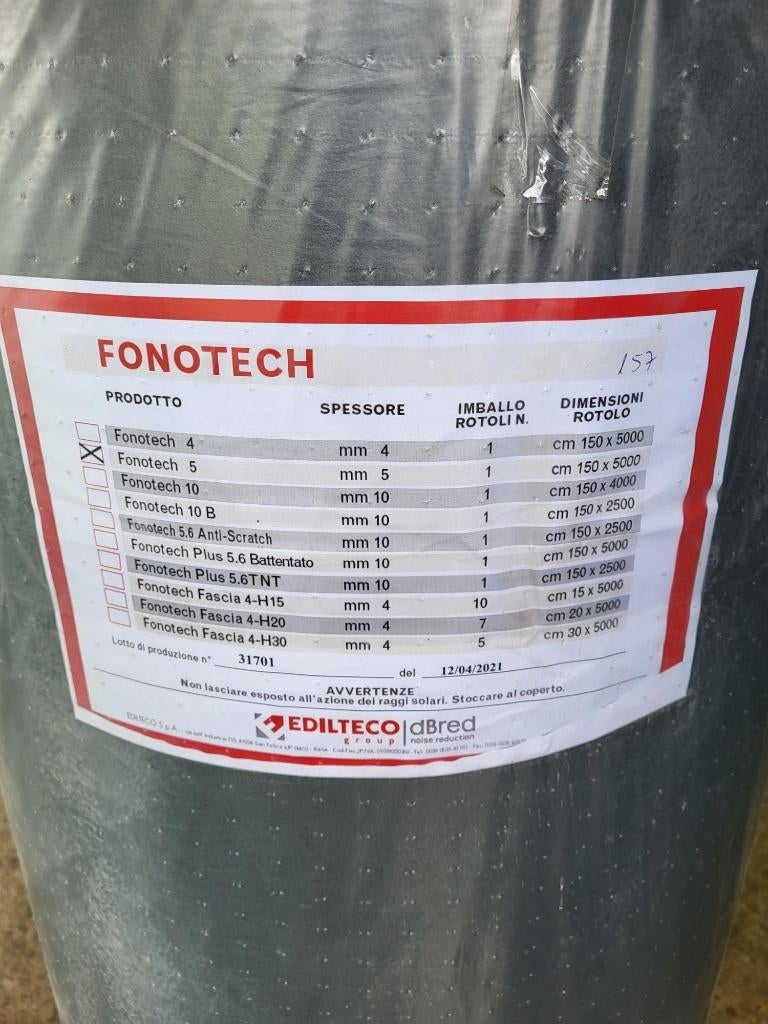 FONOTECH 157
PRODOTTO SPESSORE IMBALLO ROTOLI N. DIMENSIONI ROTOLO
Fonotech 4 mm 4 1 cm 150 x 5000
X Fonotech 5 mm 5 1 cm 150 x 5000
Fonotech 10 mm 10 1 cm 150 x 4000
Fonotech 10 B mm 10 1 cm 150 x 2500
Fonotech 5.6 Anti-Scratch mm 10 1 cm 150 x 2500
Fonotech Plus 5.6 Battentato mm 10 1 cm 150 x 5000
Fonotech Plus 5.6TNT mm 10 1 cm 150 x 2500
Fonotech Fascia 4-H15 mm 4 10 cm 15 x 5000
Fonotech Fascia 4-H20 mm 4 7 cm 20 x 5000
Fonotech Fascia 4-H30 mm 4 5 cm 30 x 5000
Lotto di produzione n° 31701 del 12/04/2021
AVVERTENZE
Non lasciare esposto all'azione dei raggi solari. Stoccare al coperto.
EDILTECO group dBred noise reduction
EDILTECO S.p.A. San Felice s/P (MO) - Italia